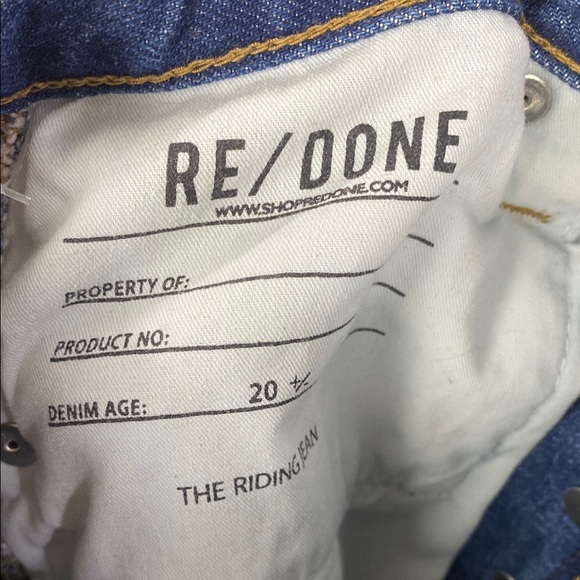 RE/DONE
WWW.SHOPREDONE.COM
PROPERTY OF:
PRODUCT NO:
DENIM AGE: 20 +/-
THE RIDING JEAN